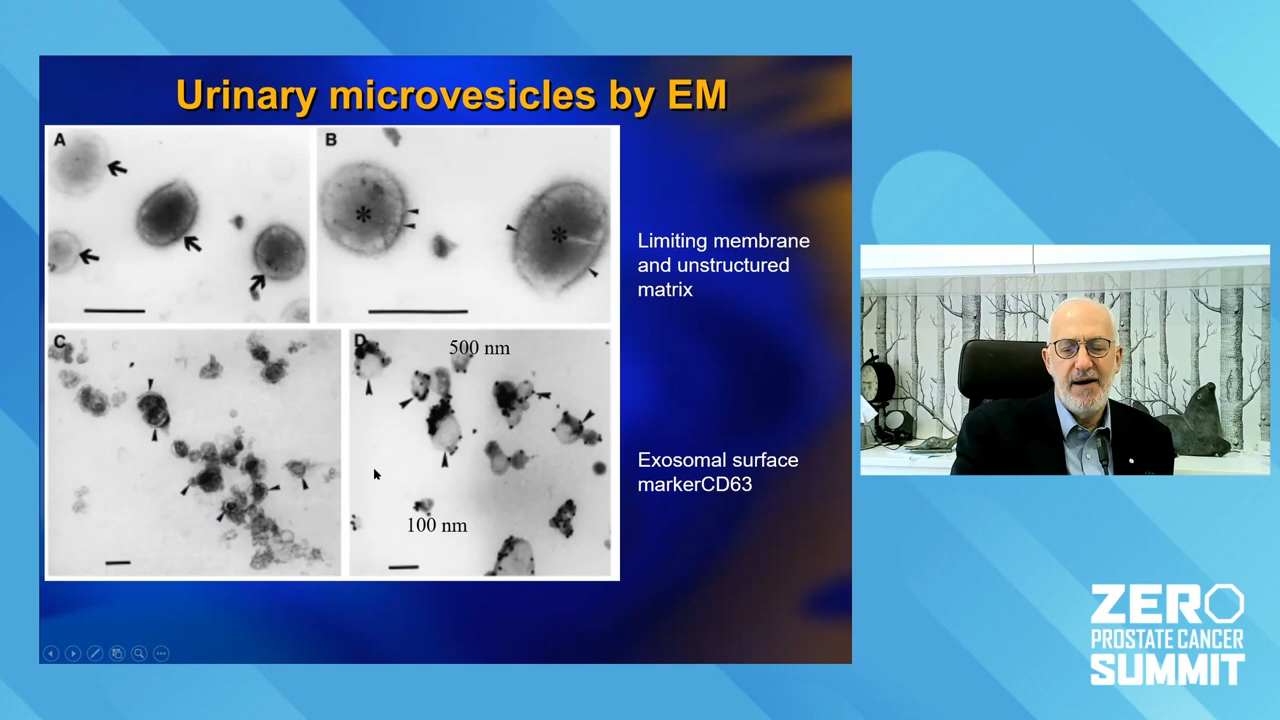 Urinary microvesicles by EM
A
B
Limiting membrane
and unstructured
matrix
C
D
500 nm
Exosomal surface
markerCD63
100 nm
ZERO
PROSTATE CANCER
SUMMIT